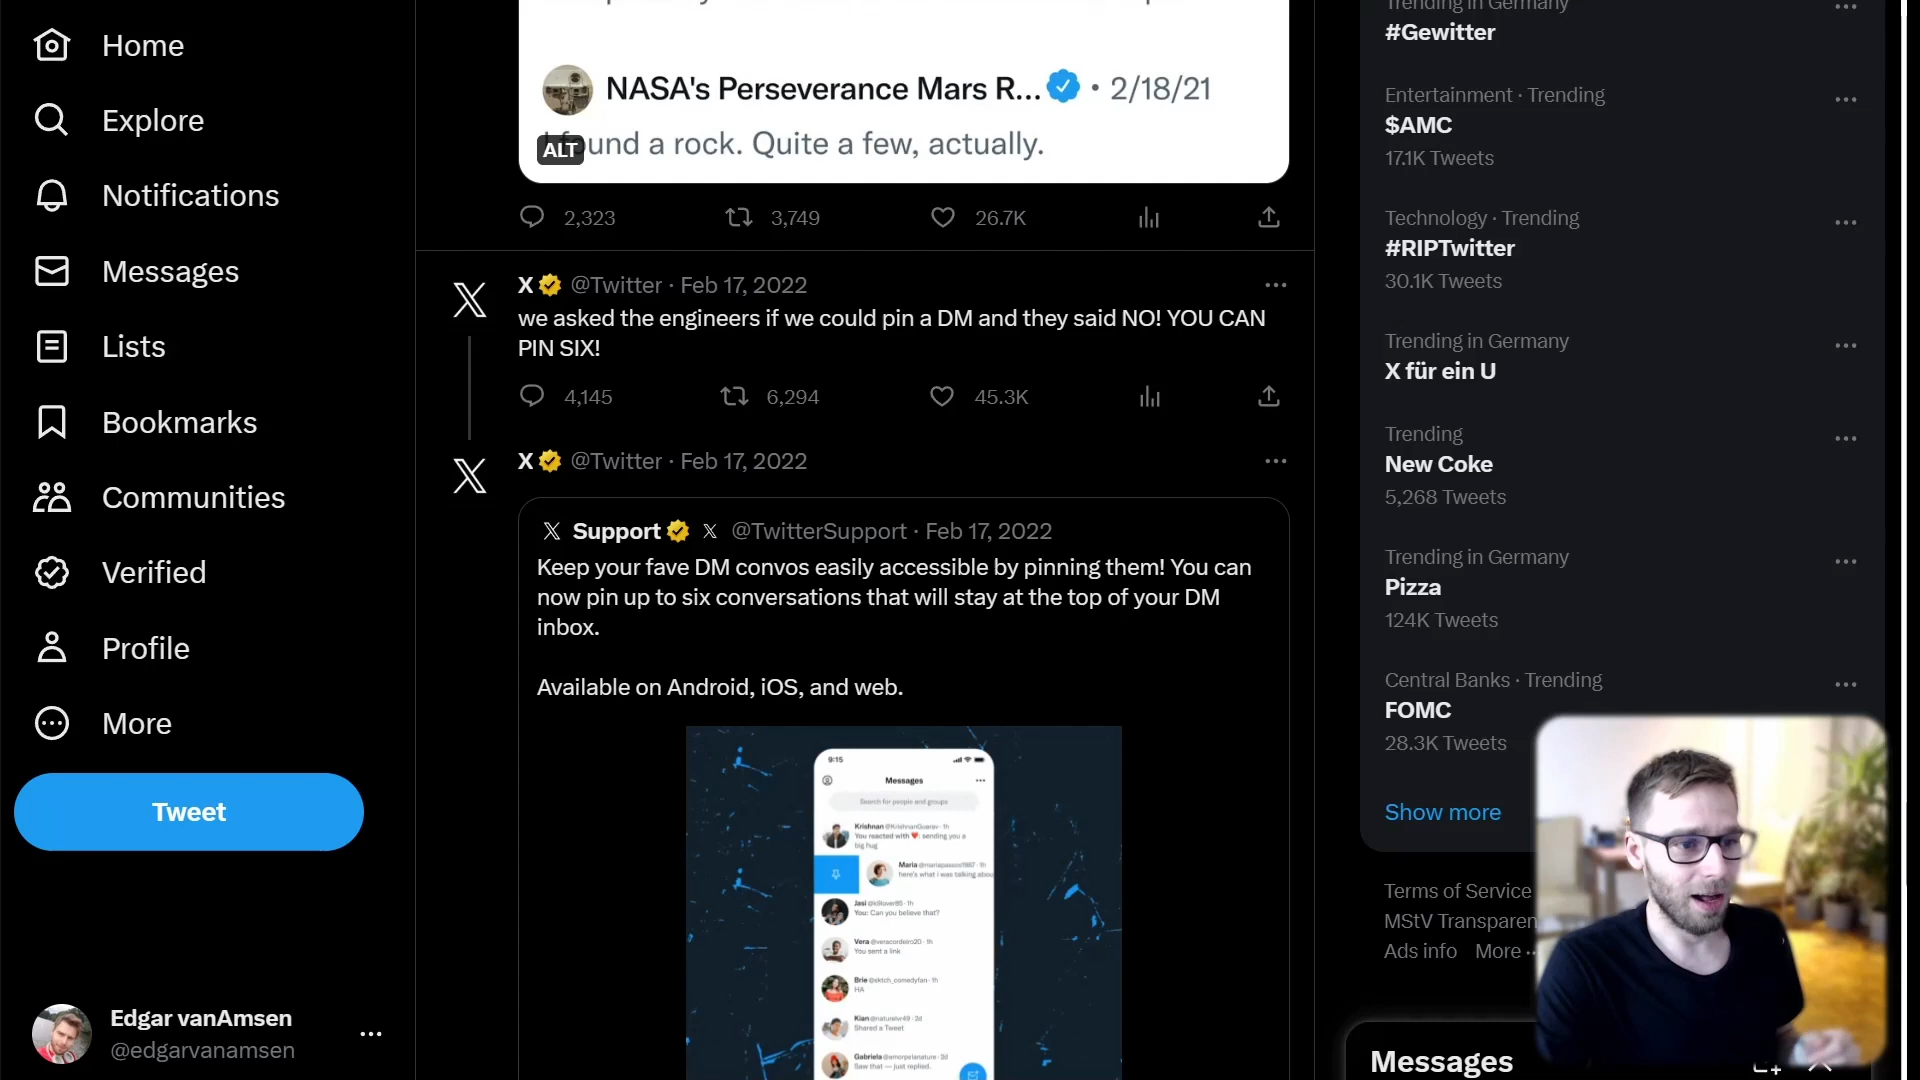 Home
Explore
Notifications
Messages
Lists
Bookmarks
Communities
Verified
Profile
More
Tweet
Edgar vanAmsen
@edgarvanamsen
NASA's Perseverance Mars R... • 2/18/21
ALT
found a rock. Quite a few, actually.
2,323 3,749 26.7K
X @Twitter · Feb 17, 2022
we asked the engineers if we could pin a DM and they said NO! YOU CAN
PIN SIX!
4,145 6,294 45.3K
X @Twitter · Feb 17, 2022
Support @TwitterSupport · Feb 17, 2022
Keep your fave DM convos easily accessible by pinning them! You can
now pin up to six conversations that will stay at the top of your DM
inbox.
Available on Android, iOS, and web.
9:15
Messages
Search for people and groups
Krishnan · 1h
You reacted with ❤️: sending you a
big hug
Maria · 1h
here's what i was talking abou
Jasi · 1h
You: Can you believe that?
Vera @veracordeiro20 · 1h
You sent a link
Brie @sktch_comedyfan · 1h
HA
Kian · 2d
Shared a Tweet
Gabriela @amorpelanature · 2d
Saw that — just replied.
Trending in Germany
#Gewitter
Entertainment · Trending
$AMC
17.1K Tweets
Technology · Trending
#RIPTwitter
30.1K Tweets
Trending in Germany
X für ein U
Trending
New Coke
5,268 Tweets
Trending in Germany
Pizza
124K Tweets
Central Banks · Trending
FOMC
28.3K Tweets
Show more
Terms of Service
MStV Transparen
Ads info More ··
Messages